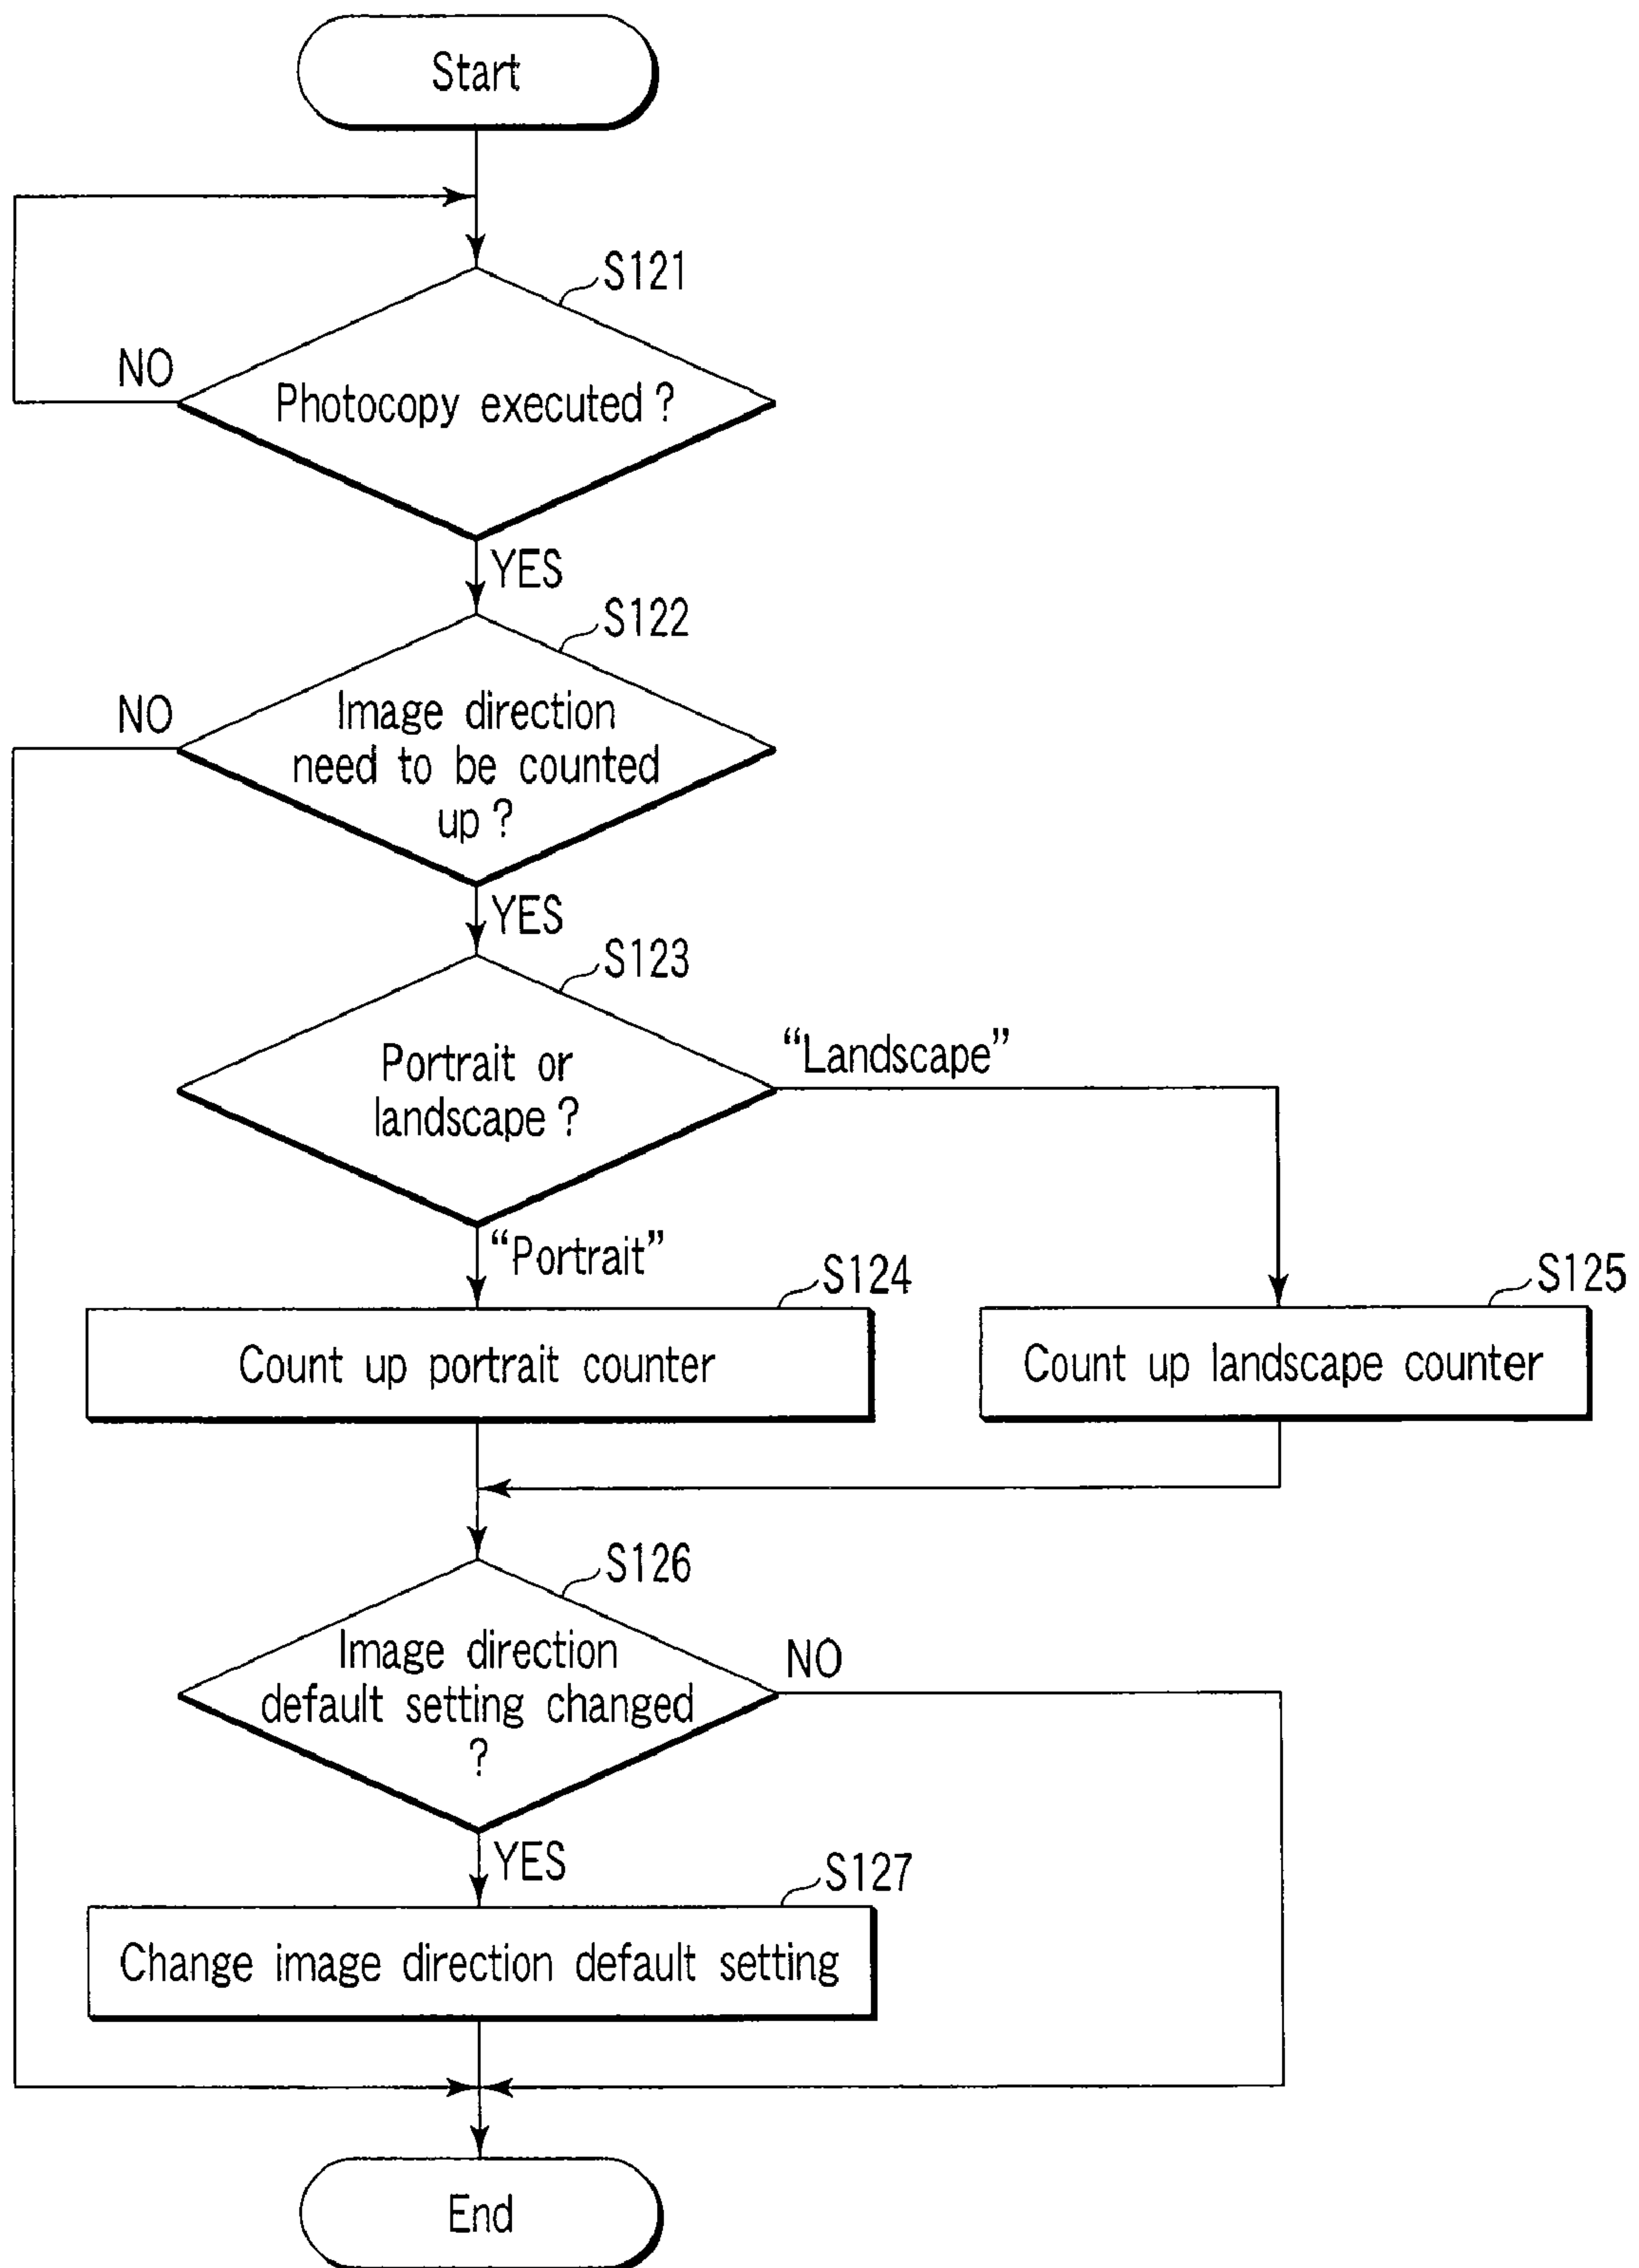 Start
S121
NO
Photocopy executed?
YES
S122
NO
Image direction
need to be counted
up?
YES
S123
“Landscape”
Portrait or
landscape?
“Portrait”
S124
S125
Count up portrait counter
Count up landscape counter
S126
Image direction
NO
default setting changed
?
YES
S127
Change image direction default setting
End